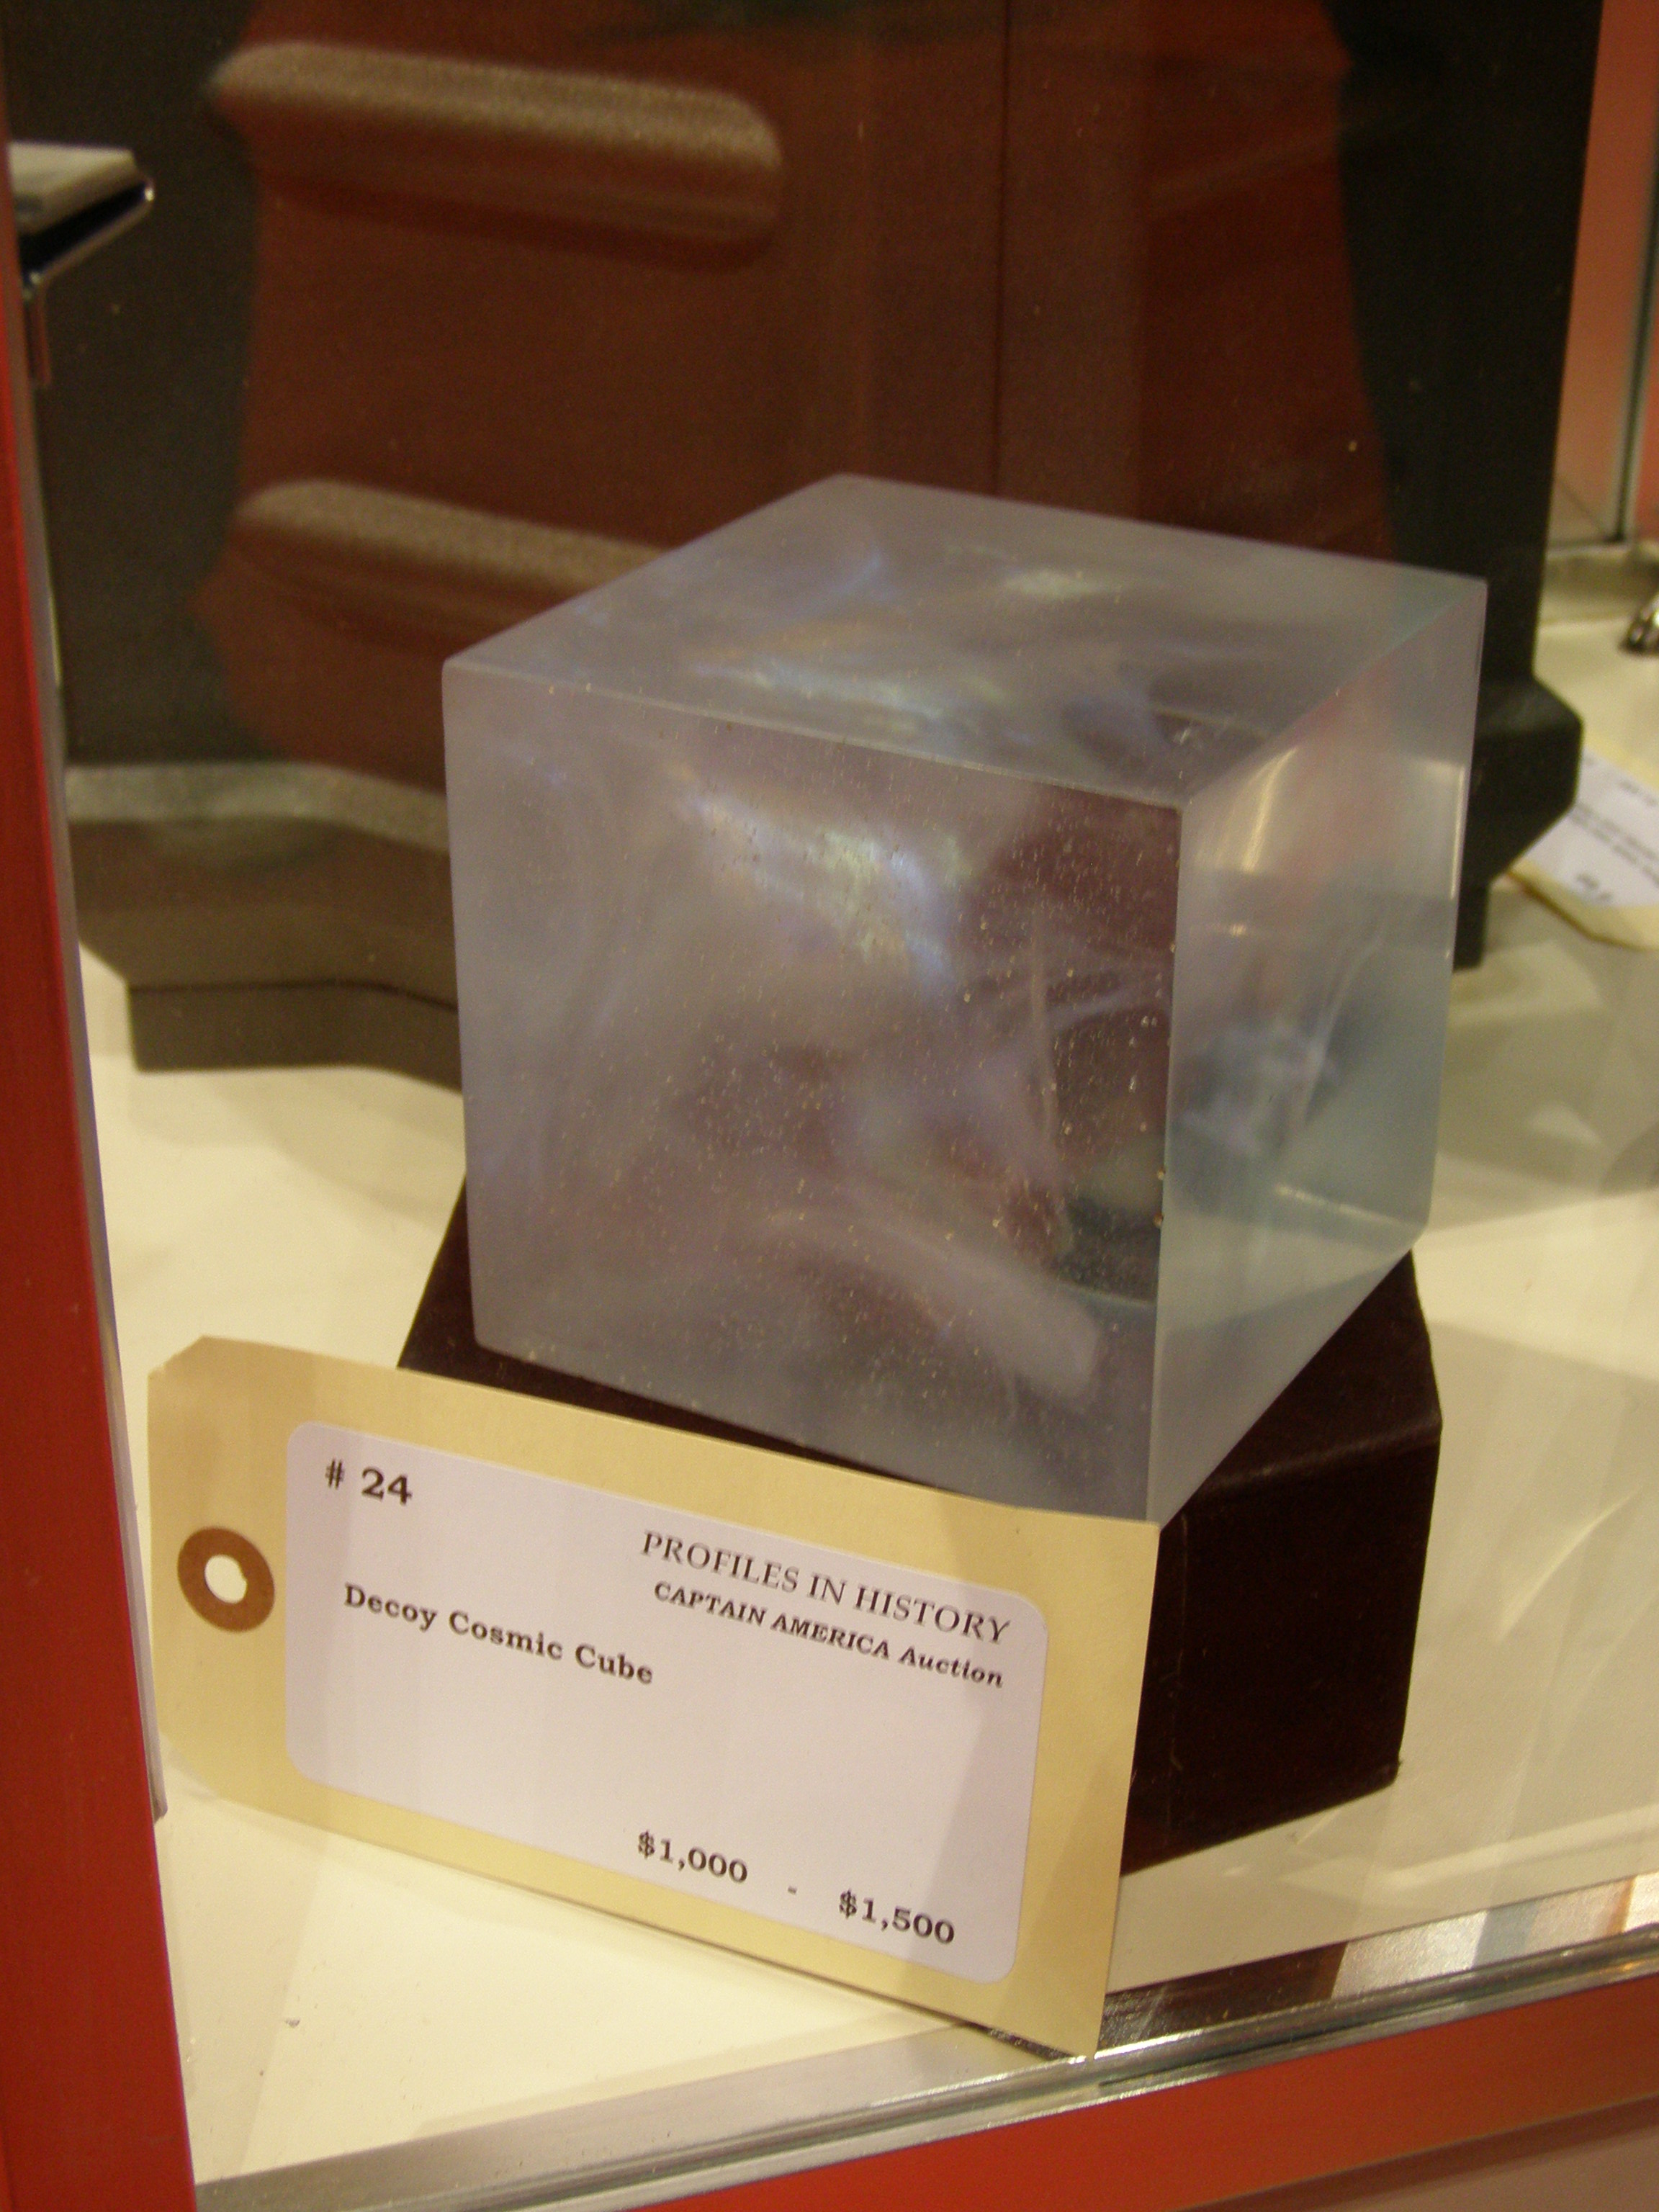 # 24
PROFILES IN HISTORY
CAPTAIN AMERICA Auction
Decoy Cosmic Cube
$1,000 - $1,500